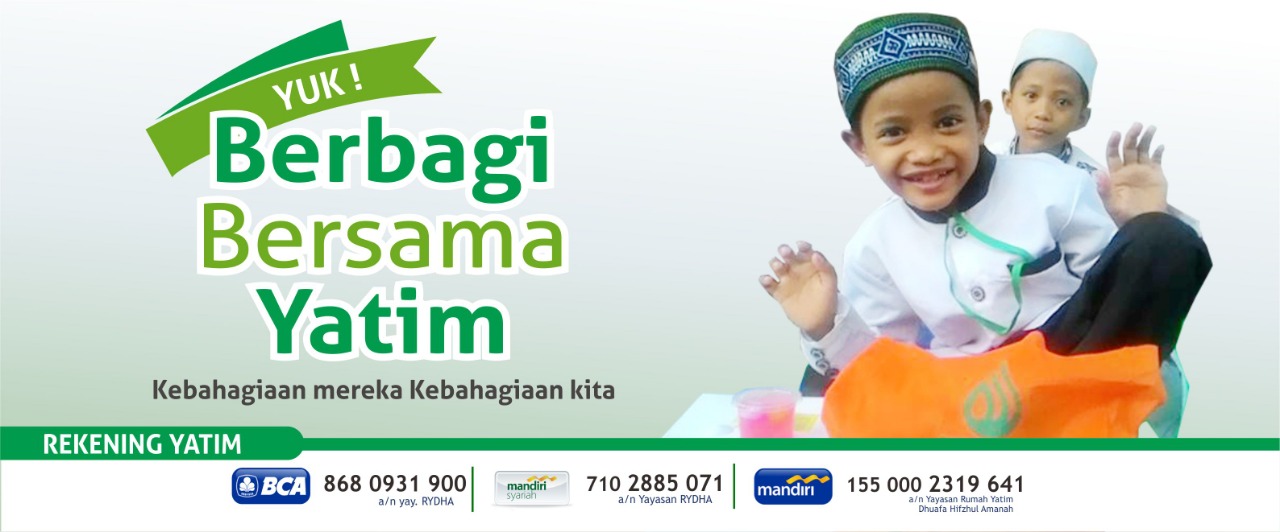 YUK !
Berbagi
Bersama
Yatim
Kebahagiaan mereka Kebahagiaan kita
REKENING YATIM
BCA
868 0931 900
a/n yay. RYDHA
mandiri
syariah
710 2885 071
a/n Yayasan RYDHA
mandiri
155 000 2319 641
a/n Yayasan Rumah Yatim
Dhuafa Hifzhul Amanah